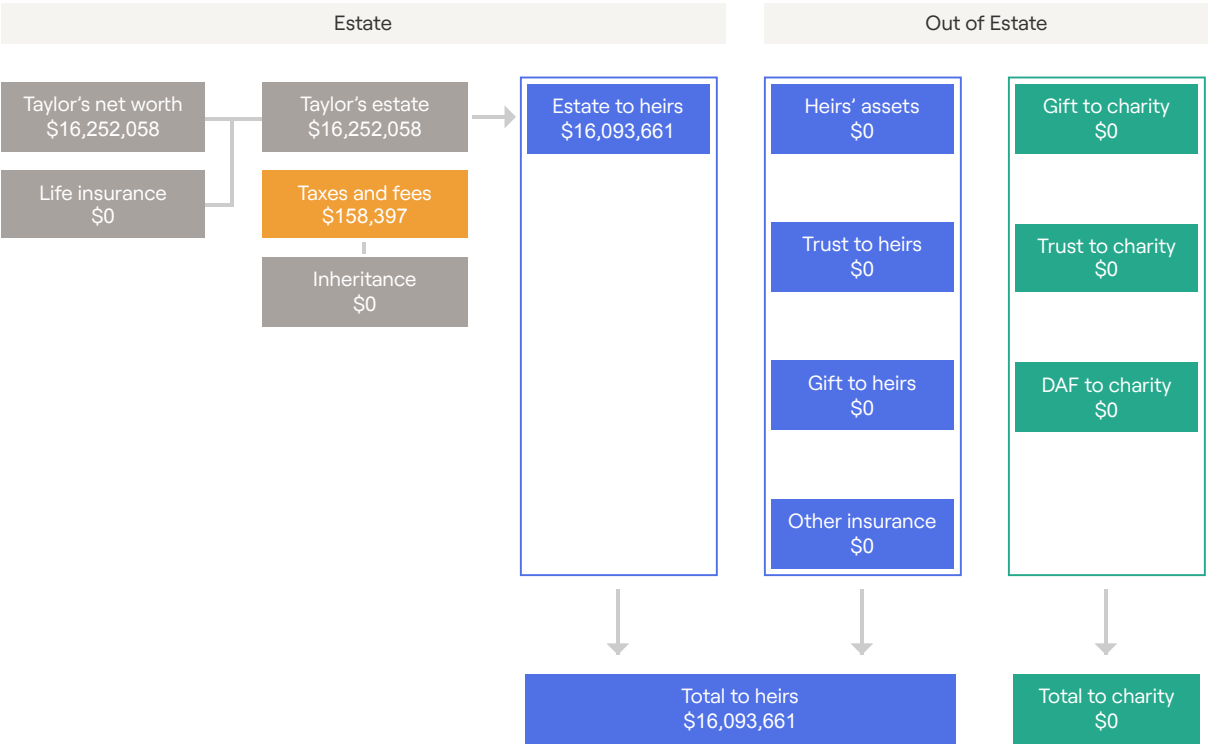 Estate
Out of Estate
Taylor’s net worth
$16,252,058
Life insurance
$0
Taylor’s estate
$16,252,058
Taxes and fees
$158,397
Inheritance
$0
Estate to heirs
$16,093,661
Heirs’ assets
$0
Trust to heirs
$0
Gift to heirs
$0
Other insurance
$0
Gift to charity
$0
Trust to charity
$0
DAF to charity
$0
Total to heirs
$16,093,661
Total to charity
$0